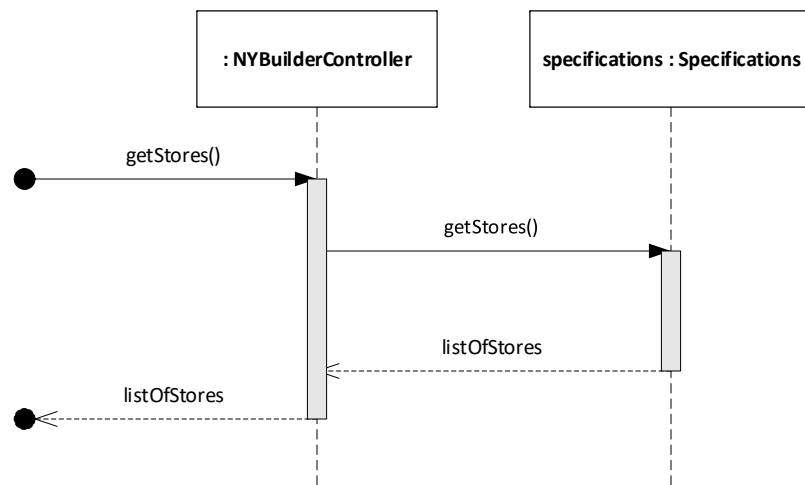 : NYBuilderController
specifications : Specifications
getStores()
getStores()
listOfStores
listOfStores